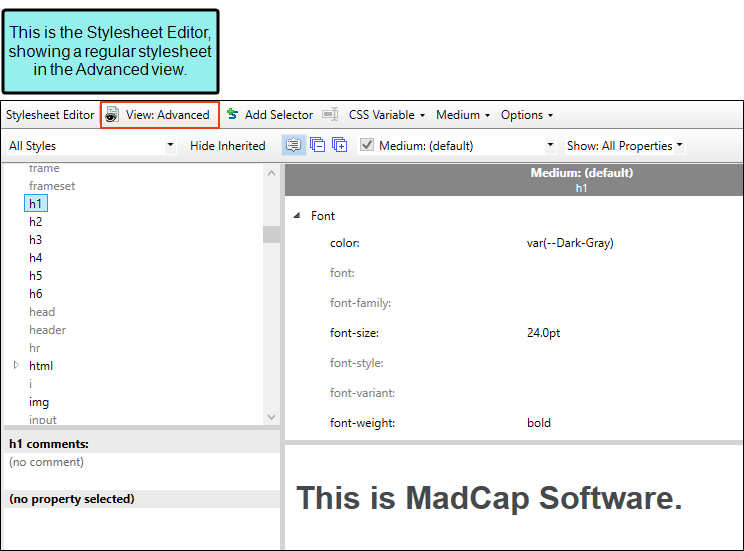 This is the Stylesheet Editor,
showing a regular stylesheet
in the Advanced view.
Stylesheet Editor View: Advanced Add Selector CSS Variable Medium Options
All Styles Hide Inherited Medium: (default) Show: All Properties
frame
frameset
h1
h2
h3
h4
h5
h6
head
header
hr
html
i
img
input
h1 comments:
(no comment)
(no property selected)
Medium: (default)
h1
Font
color: var(--Dark-Gray)
font:
font-family:
font-size: 24.0pt
font-style:
font-variant:
font-weight: bold
This is MadCap Software.